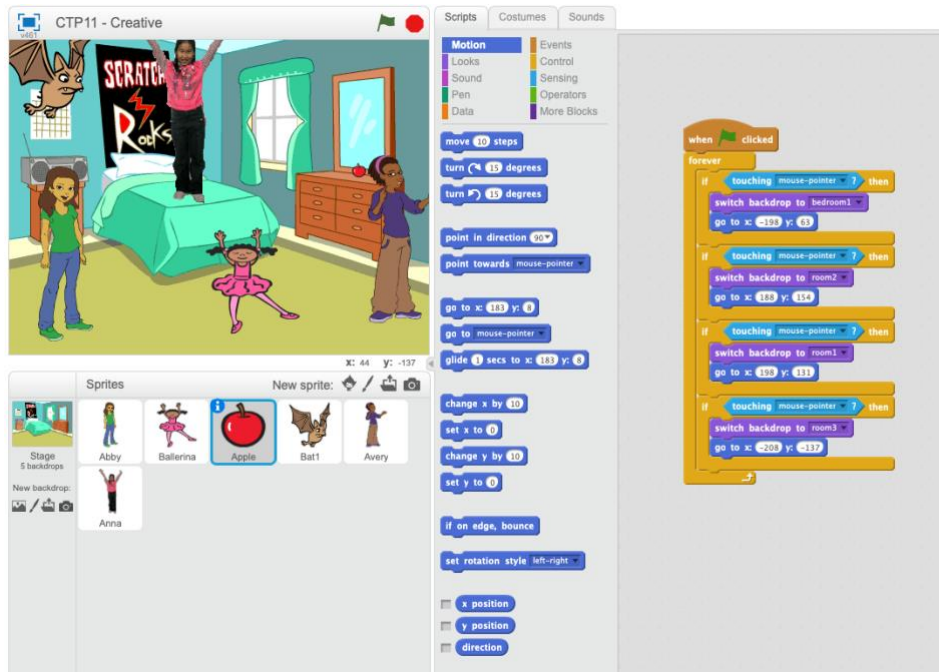 CTP11 - Creative
v461
SCRATCH
Rocks
x: 44 y: -137
Sprites
New sprite:
Stage
5 backdrops
New backdrop:
Abby
Ballerina
Apple
Bat1
Avery
Anna
Scripts
Costumes
Sounds
Motion
Events
Looks
Control
Sound
Sensing
Pen
Operators
Data
More Blocks
move 10 steps
turn 15 degrees
turn 15 degrees
point in direction 90
point towards mouse-pointer
go to x: 183 y: 8
go to mouse-pointer
glide 1 secs to x: 183 y: 8
change x by 10
set x to 0
change y by 10
set y to 0
if on edge, bounce
set rotation style left-right
x position
y position
direction
when clicked
forever
if touching mouse-pointer ? then
switch backdrop to bedroom1
go to x: -198 y: 63
if touching mouse-pointer ? then
switch backdrop to room2
go to x: 188 y: 154
if touching mouse-pointer ? then
switch backdrop to room1
go to x: 198 y: 131
if touching mouse-pointer ? then
switch backdrop to room3
go to x: -208 y: -137